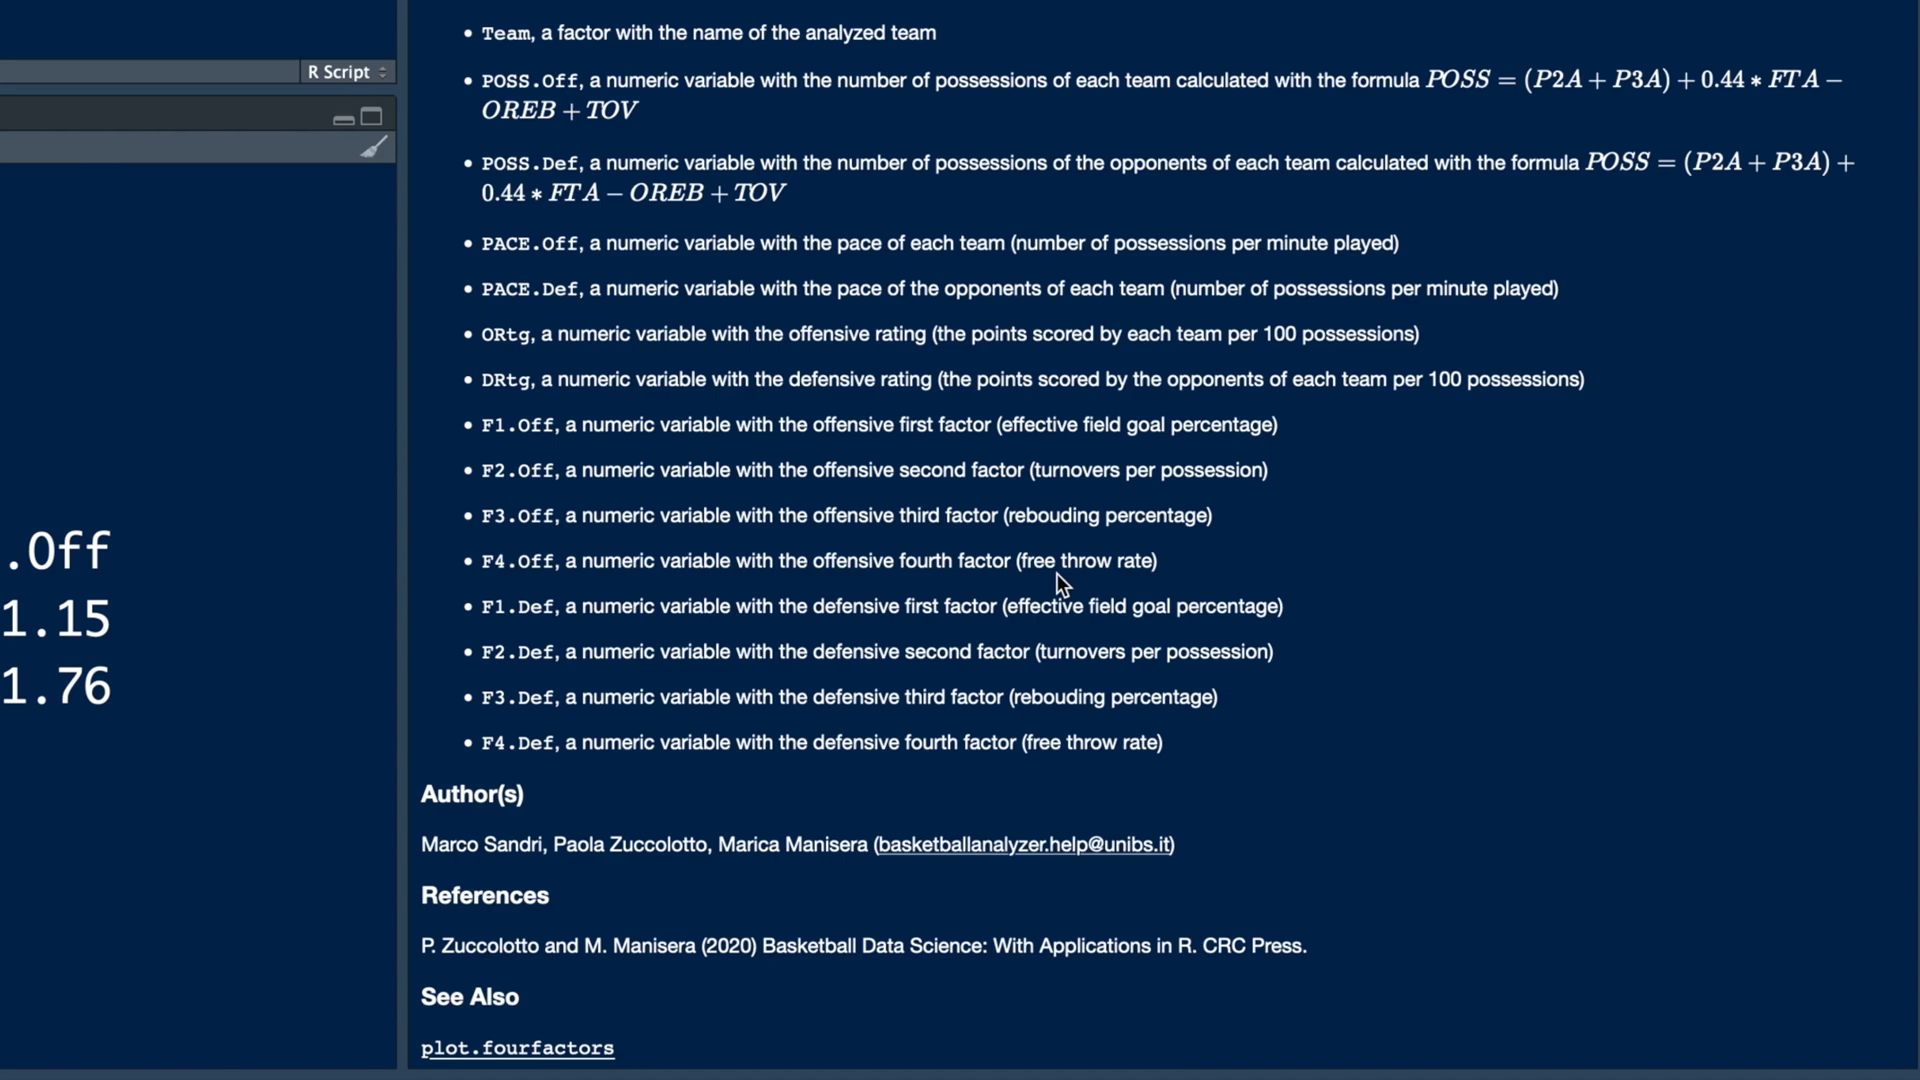 • Team, a factor with the name of the analyzed team
R Script
• POSS.Off, a numeric variable with the number of possessions of each team calculated with the formula POSS = (P2A + P3A) + 0.44 * FTA −
OREB + TOV
• POSS.Def, a numeric variable with the number of possessions of the opponents of each team calculated with the formula POSS = (P2A + P3A) +
0.44 * FTA − OREB + TOV
• PACE.Off, a numeric variable with the pace of each team (number of possessions per minute played)
• PACE.Def, a numeric variable with the pace of the opponents of each team (number of possessions per minute played)
• ORtg, a numeric variable with the offensive rating (the points scored by each team per 100 possessions)
• DRtg, a numeric variable with the defensive rating (the points scored by the opponents of each team per 100 possessions)
• F1.Off, a numeric variable with the offensive first factor (effective field goal percentage)
• F2.Off, a numeric variable with the offensive second factor (turnovers per possession)
• F3.Off, a numeric variable with the offensive third factor (rebouding percentage)
• F4.Off, a numeric variable with the offensive fourth factor (free throw rate)
• F1.Def, a numeric variable with the defensive first factor (effective field goal percentage)
• F2.Def, a numeric variable with the defensive second factor (turnovers per possession)
• F3.Def, a numeric variable with the defensive third factor (rebouding percentage)
• F4.Def, a numeric variable with the defensive fourth factor (free throw rate)
.Off
1.15
1.76
Author(s)
Marco Sandri, Paola Zuccolotto, Marica Manisera (basketballanalyzer.help@unibs.it)
References
P. Zuccolotto and M. Manisera (2020) Basketball Data Science: With Applications in R. CRC Press.
See Also
plot.fourfactors